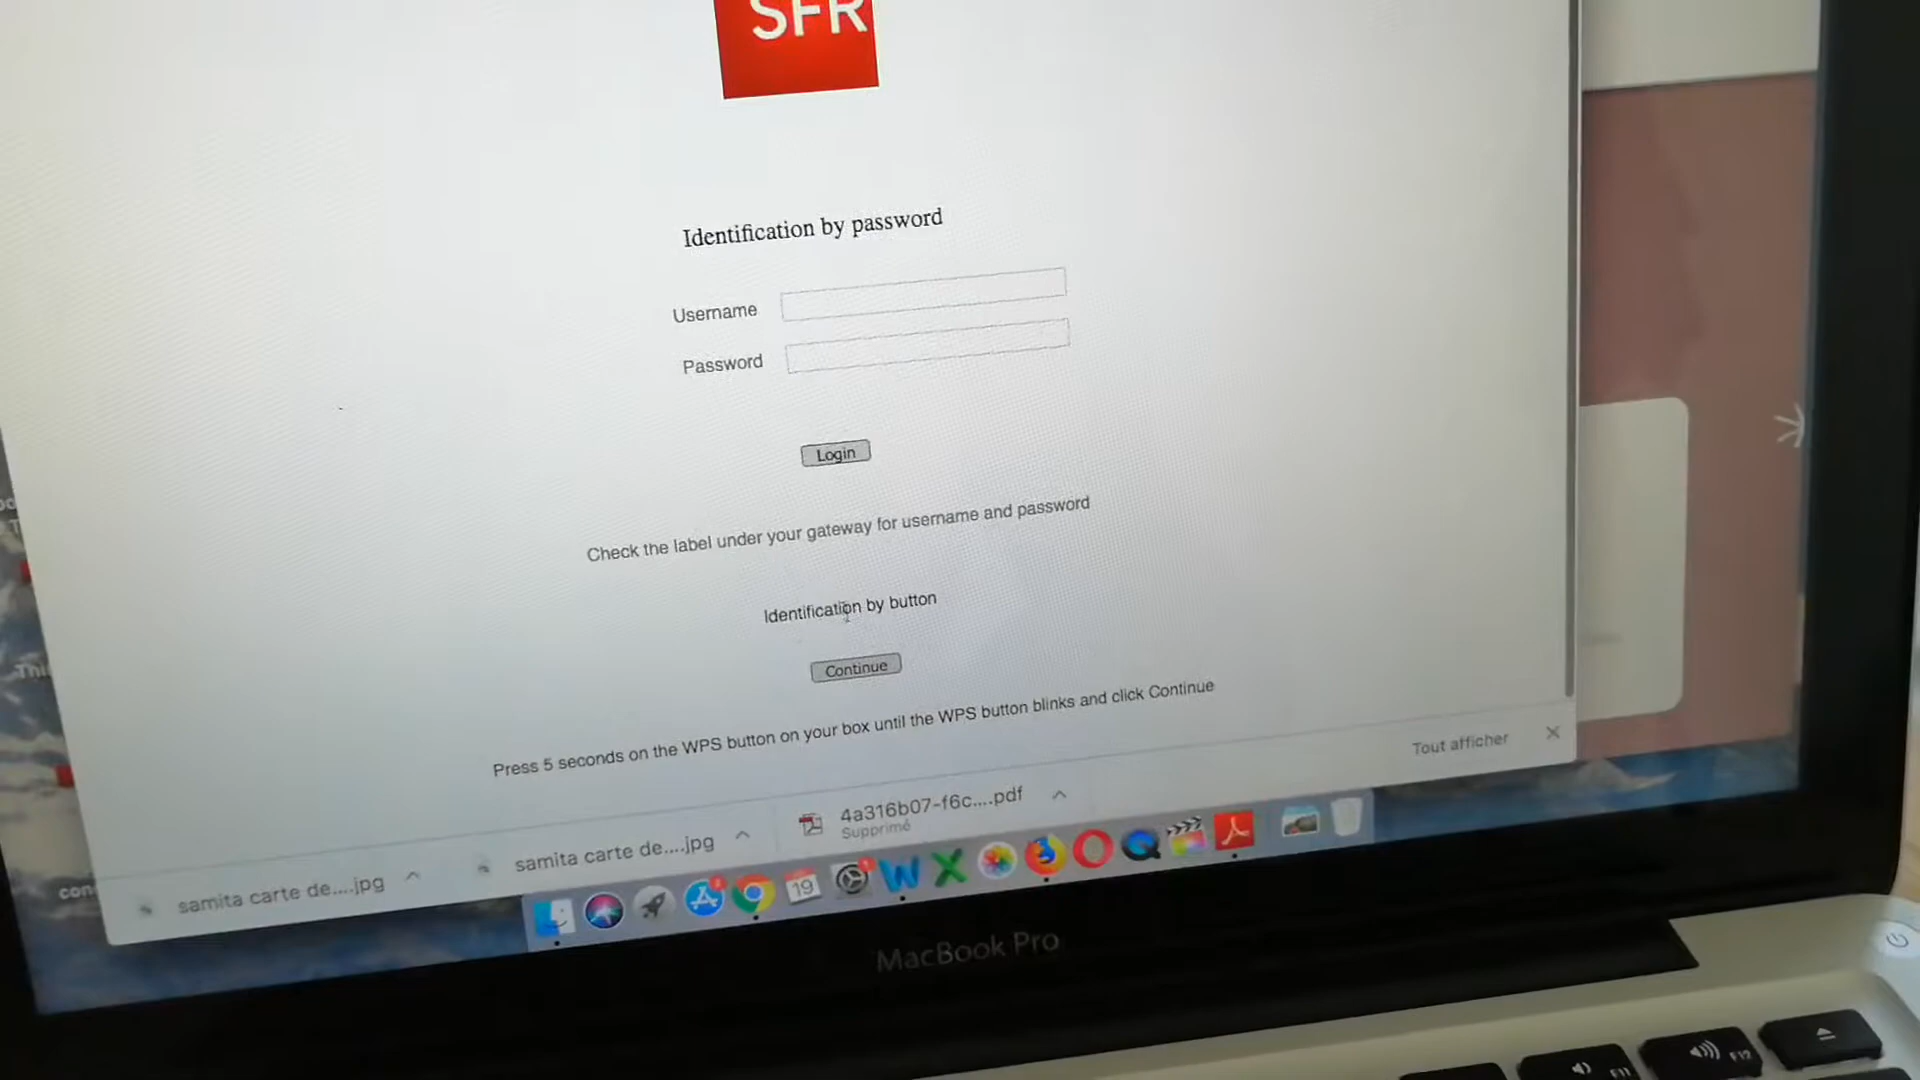 SFR
Identification by password
Username
Password
Login
Check the label under your gateway for username and password
Identification by button
Continue
Press 5 seconds on the WPS button on your box until the WPS button blinks and click Continue
Tout afficher
samita carte de....jpg
samita carte de....jpg
4a316b07-f6c....pdf
Supprimé
19
MacBook Pro
F11
F12